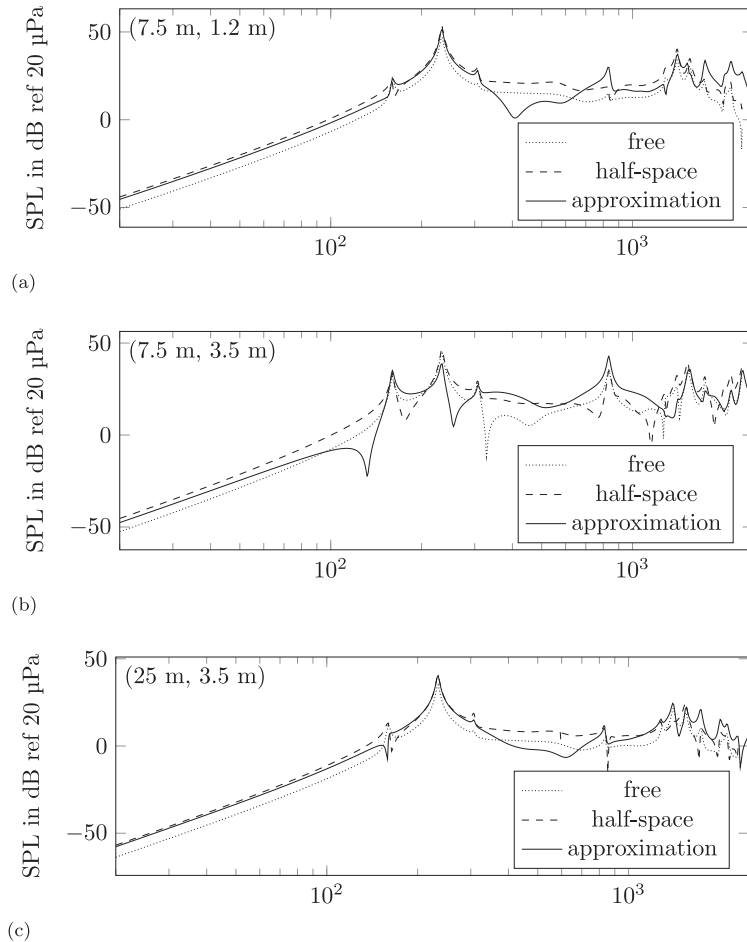 (7.5 m, 1.2 m)
SPL in dB ref 20 µPa
50
0
−50
free
half-space
approximation
10^2
10^3
(a)
(7.5 m, 3.5 m)
SPL in dB ref 20 µPa
50
0
−50
free
half-space
approximation
10^2
10^3
(b)
(25 m, 3.5 m)
SPL in dB ref 20 µPa
50
0
−50
free
half-space
approximation
10^2
10^3
(c)